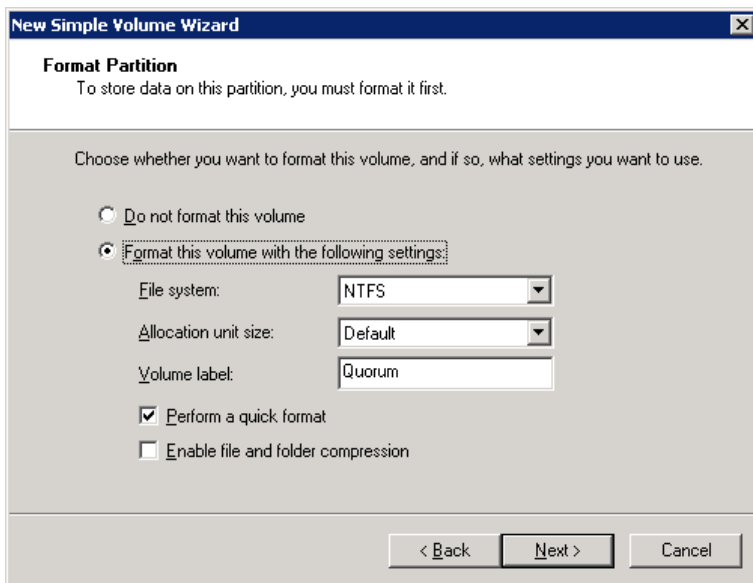 New Simple Volume Wizard
Format Partition
To store data on this partition, you must format it first.
Choose whether you want to format this volume, and if so, what settings you want to use.
Do not format this volume
Format this volume with the following settings:
File system: NTFS
Allocation unit size: Default
Volume label: Quorum
Perform a quick format
Enable file and folder compression
< Back Next > Cancel